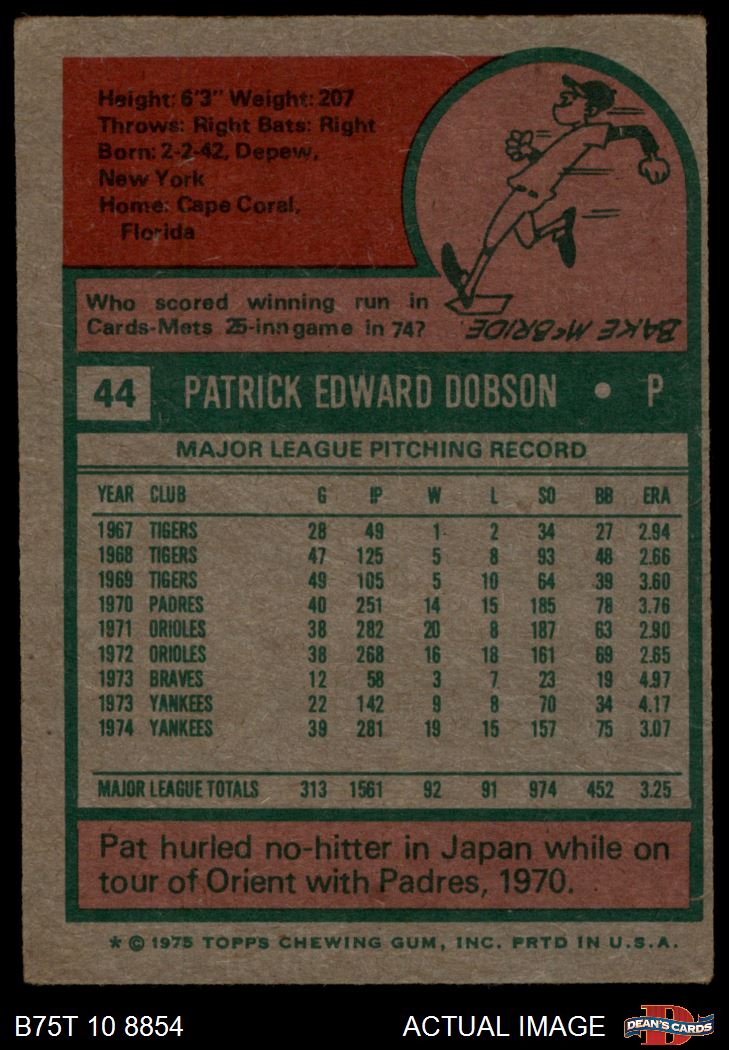 Height: 6'3" Weight: 207
Throws: Right Bats: Right
Born: 2-2-42, Depew,
New York
Home: Cape Coral,
Florida
Who scored winning run in
Cards-Mets 25-inn game in 74?
BAKE McBRIDE.
44 PATRICK EDWARD DOBSON • P
MAJOR LEAGUE PITCHING RECORD
YEAR CLUB G IP W L SO BB ERA
1967 TIGERS 28 49 1 2 34 27 2.94
1968 TIGERS 47 125 5 8 93 48 2.66
1969 TIGERS 49 105 5 10 64 39 3.60
1970 PADRES 40 251 14 15 185 78 3.76
1971 ORIOLES 38 282 20 8 187 63 2.90
1972 ORIOLES 38 268 16 18 161 69 2.65
1973 BRAVES 12 58 3 7 23 19 4.97
1973 YANKEES 22 142 9 8 70 34 4.17
1974 YANKEES 39 281 19 15 157 75 3.07
MAJOR LEAGUE TOTALS 313 1561 92 91 974 452 3.25
Pat hurled no-hitter in Japan while on
tour of Orient with Padres, 1970.
* © 1975 TOPPS CHEWING GUM, INC. PRTD IN U.S.A.
B75T 10 8854 ACTUAL IMAGE
D
DEAN'S CARDS